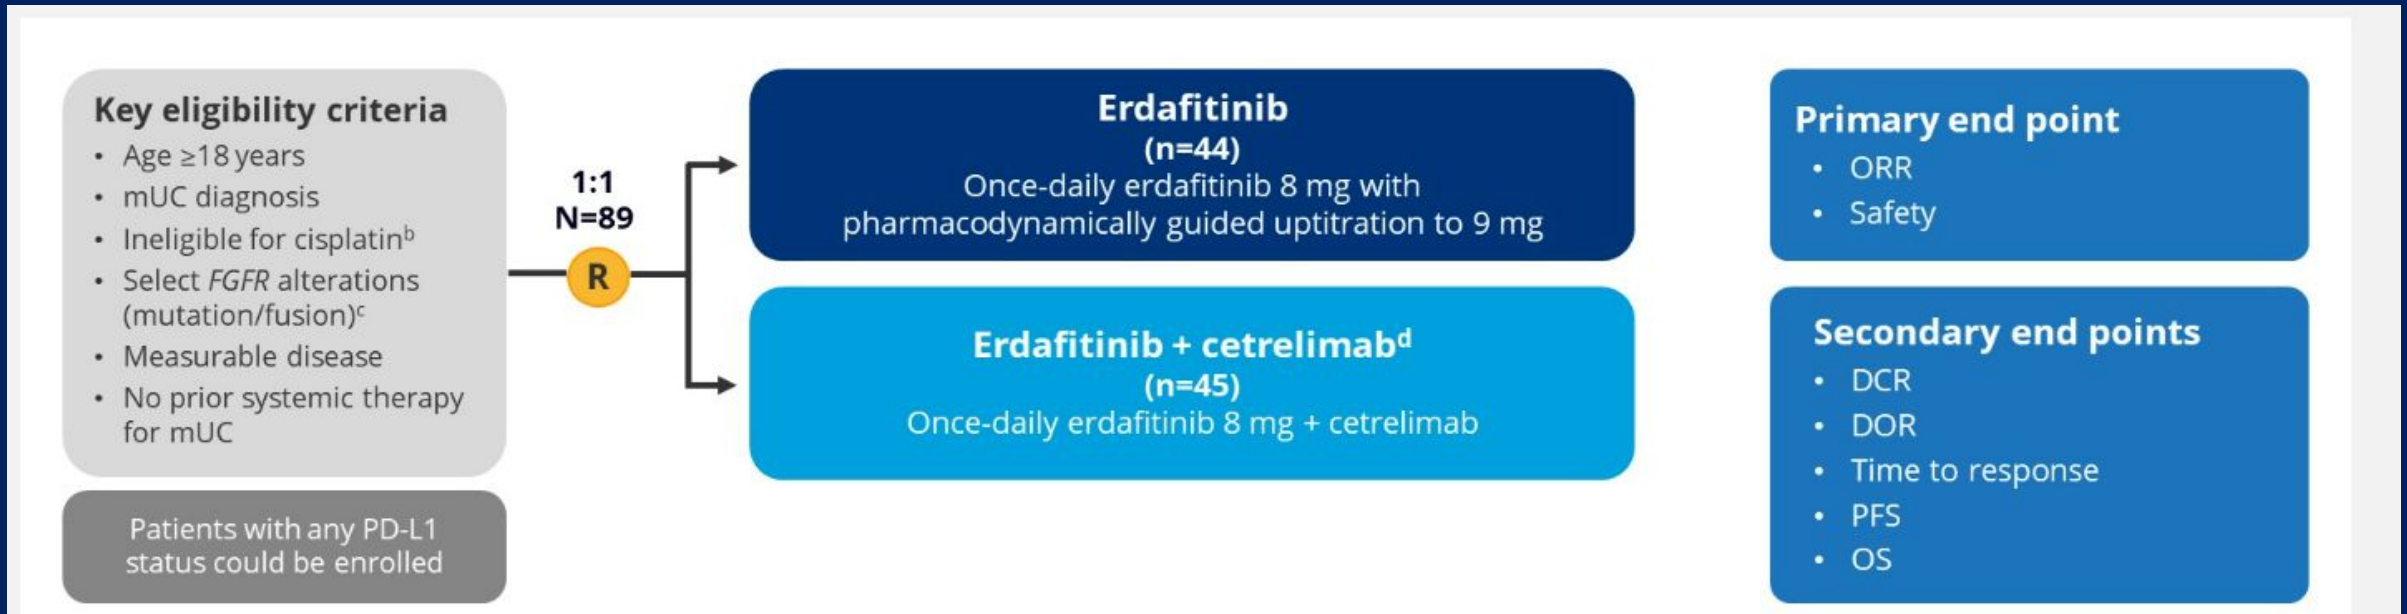 Key eligibility criteria
• Age ≥18 years
• mUC diagnosis
• Ineligible for cisplatinᵇ
• Select FGFR alterations
(mutation/fusion)ᶜ
• Measurable disease
• No prior systemic therapy
for mUC
Patients with any PD-L1
status could be enrolled
1:1
N=89
R
Erdafitinib
(n=44)
Once-daily erdafitinib 8 mg with
pharmacodynamically guided uptitration to 9 mg
Erdafitinib + cetrelimabᵈ
(n=45)
Once-daily erdafitinib 8 mg + cetrelimab
Primary end point
• ORR
• Safety
Secondary end points
• DCR
• DOR
• Time to response
• PFS
• OS